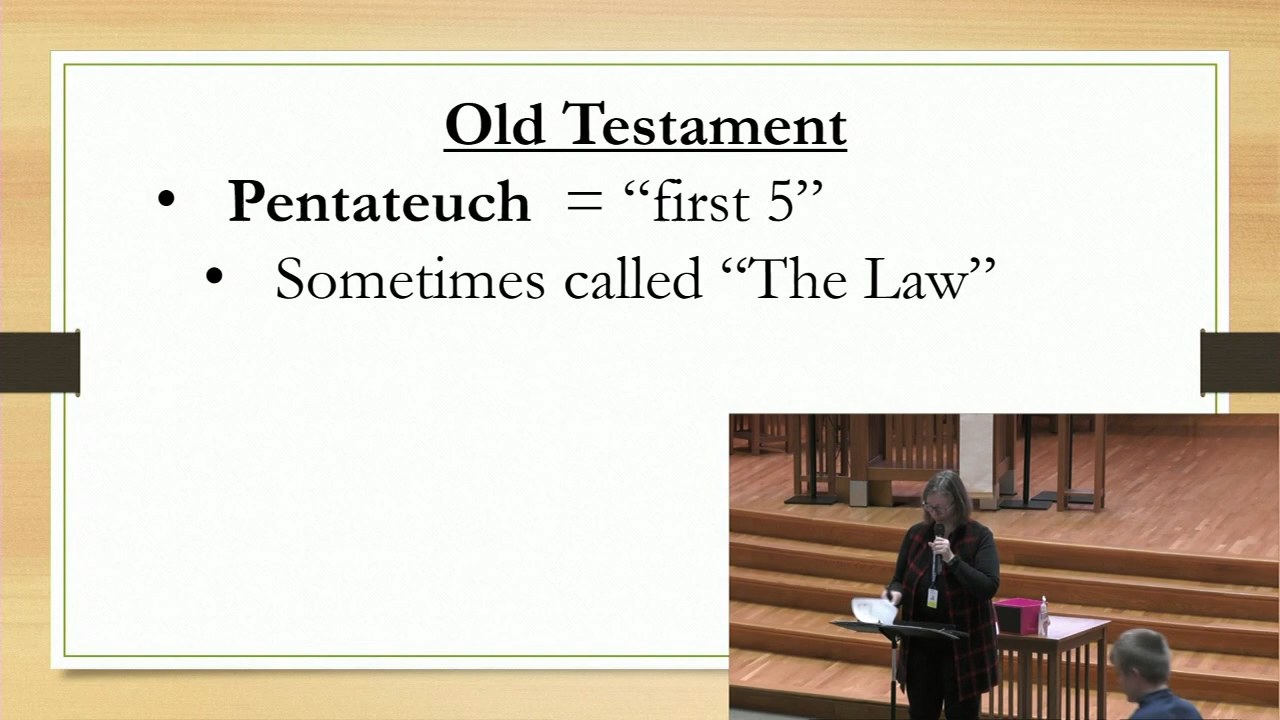 Old Testament
• Pentateuch = “first 5”
• Sometimes called “The Law”